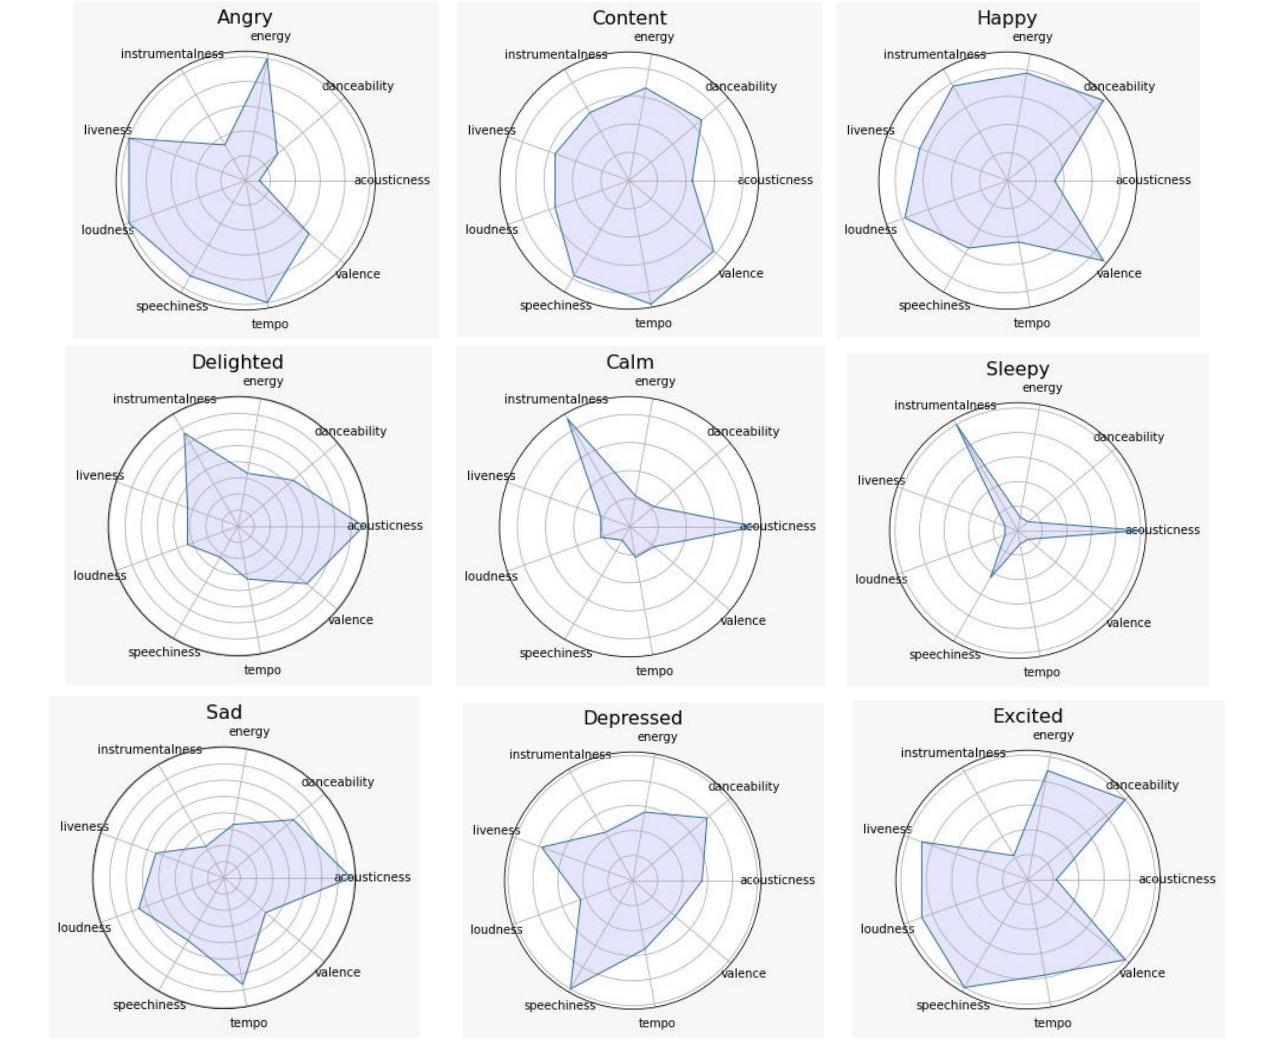 Angry
energy
instrumentalness
danceability
liveness
acousticness
loudness
valence
speechiness
tempo
Content
energy
instrumentalness
danceability
liveness
acousticness
loudness
valence
speechiness
tempo
Happy
energy
instrumentalness
danceability
liveness
acousticness
loudness
valence
speechiness
tempo
Delighted
energy
instrumentalness
danceability
liveness
acousticness
loudness
valence
speechiness
tempo
Calm
energy
instrumentalness
danceability
liveness
acousticness
loudness
valence
speechiness
tempo
Sleepy
energy
instrumentalness
danceability
liveness
acousticness
loudness
valence
speechiness
tempo
Sad
energy
instrumentalness
danceability
liveness
acousticness
loudness
valence
speechiness
tempo
Depressed
energy
instrumentalness
danceability
liveness
acousticness
loudness
valence
speechiness
tempo
Excited
energy
instrumentalness
danceability
liveness
acousticness
loudness
valence
speechiness
tempo